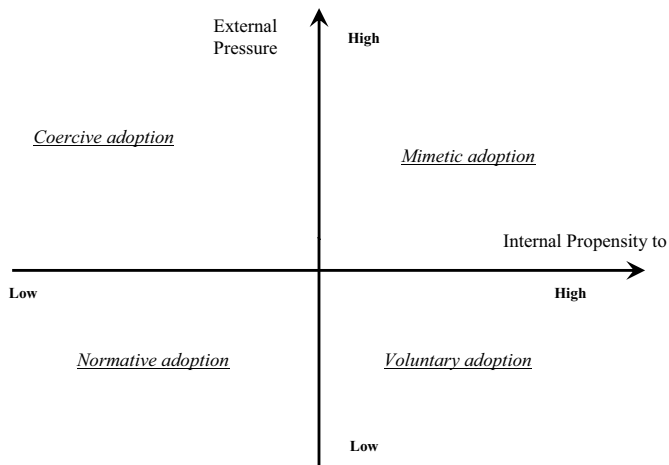 External
Pressure
High
Coercive adoption
Mimetic adoption
Internal Propensity to
Low
High
Normative adoption
Voluntary adoption
Low